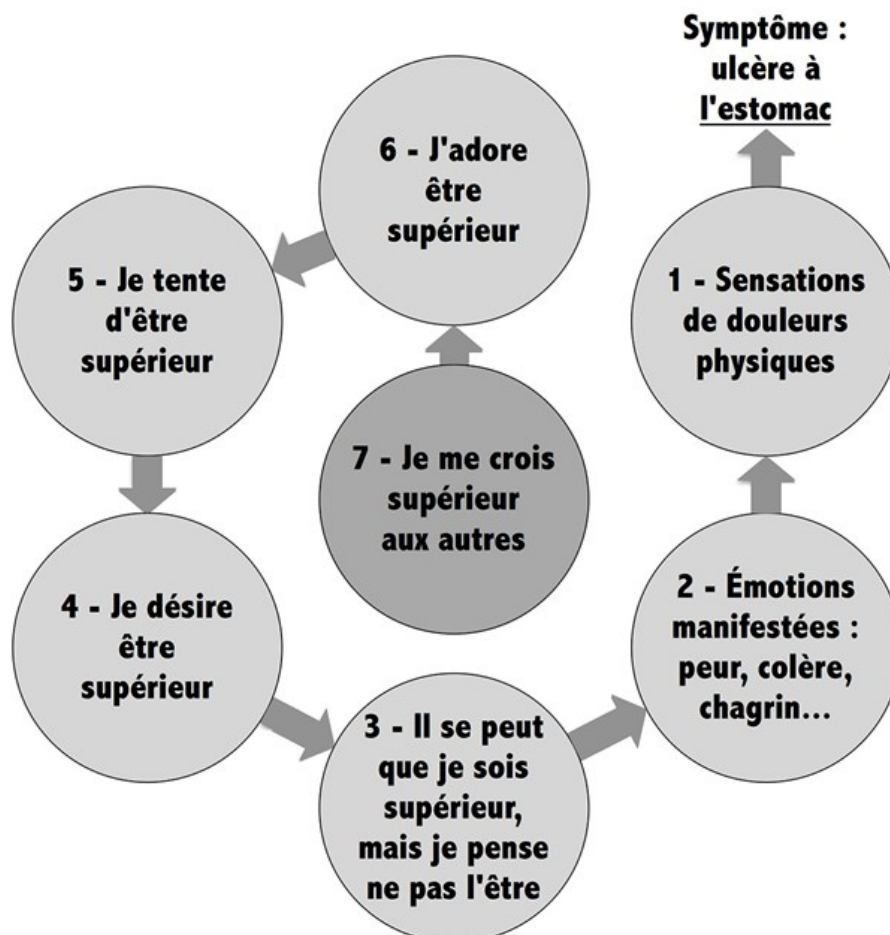 Symptôme :
ulcère à
l'estomac
6 - J'adore
être
supérieur
5 - Je tente
d'être
supérieur
1 - Sensations
de douleurs
physiques
7 - Je me crois
supérieur
aux autres
4 - Je désire
être
supérieur
2 - Émotions
manifestées :
peur, colère,
chagrin...
3 - Il se peut
que je sois
supérieur,
mais je pense
ne pas l'être